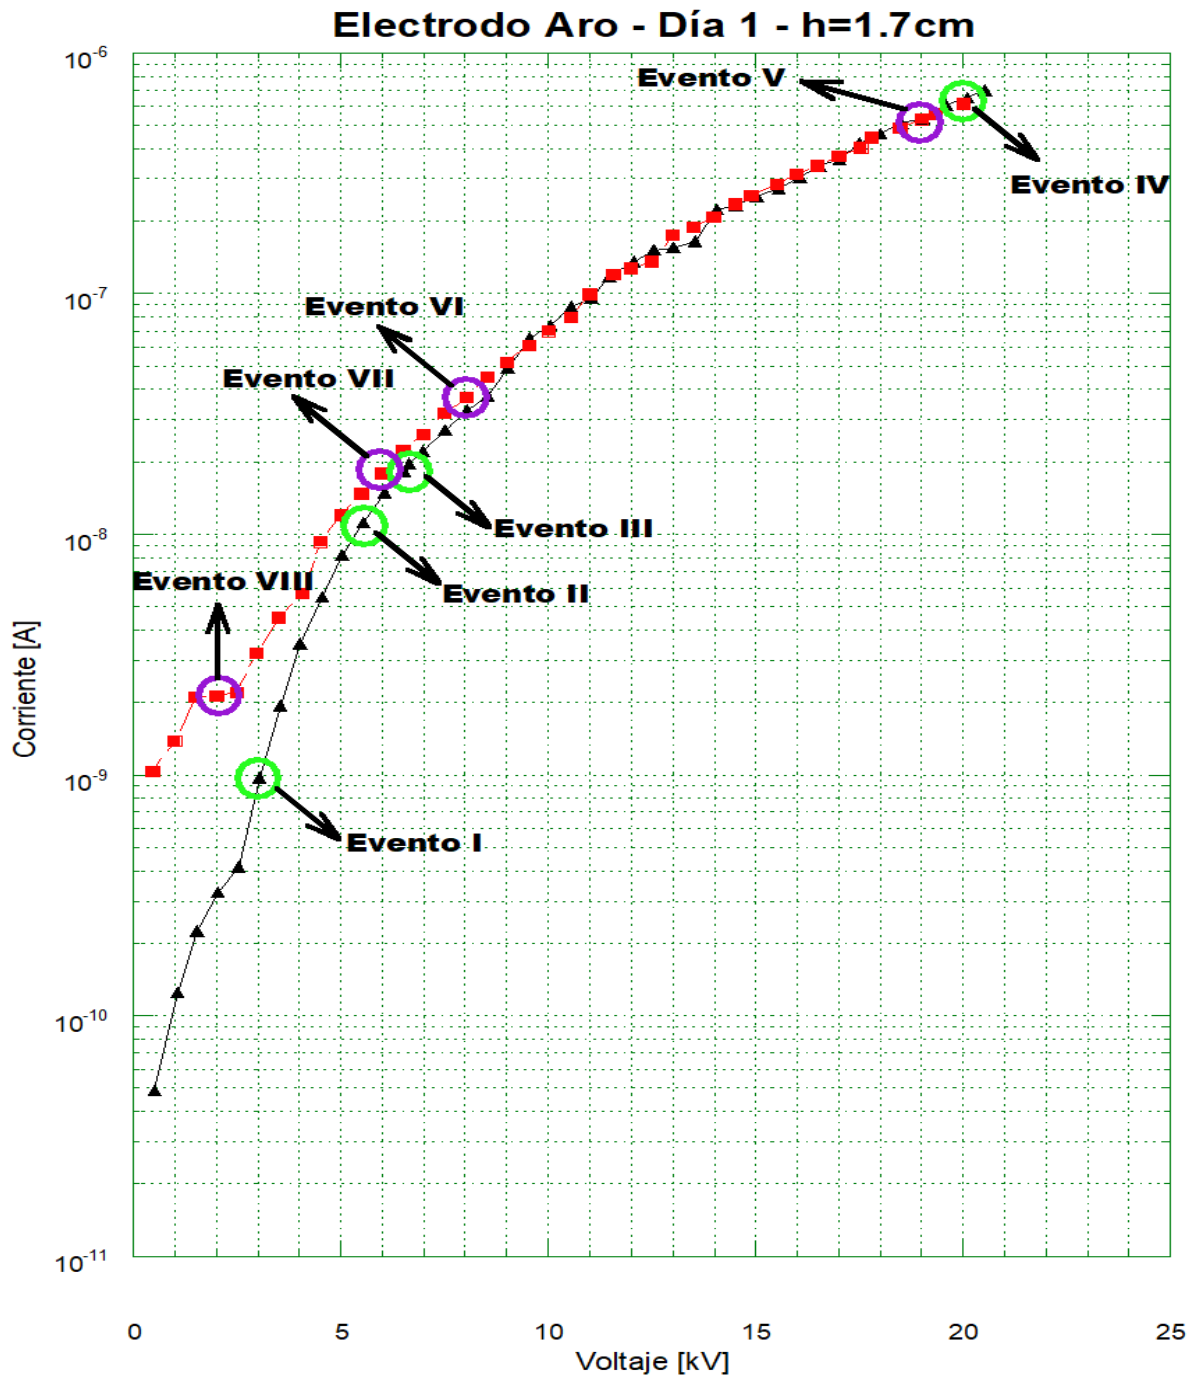 Electrodo Aro - Día 1 - h=1.7cm
10⁻⁶
Evento V
Evento IV
10⁻⁷
Evento VI
Evento VII
Evento III
10⁻⁸
Evento VIII
Evento II
Corriente [A]
10⁻⁹
Evento I
10⁻¹⁰
10⁻¹¹
0 5 10 15 20 25
Voltaje [kV]